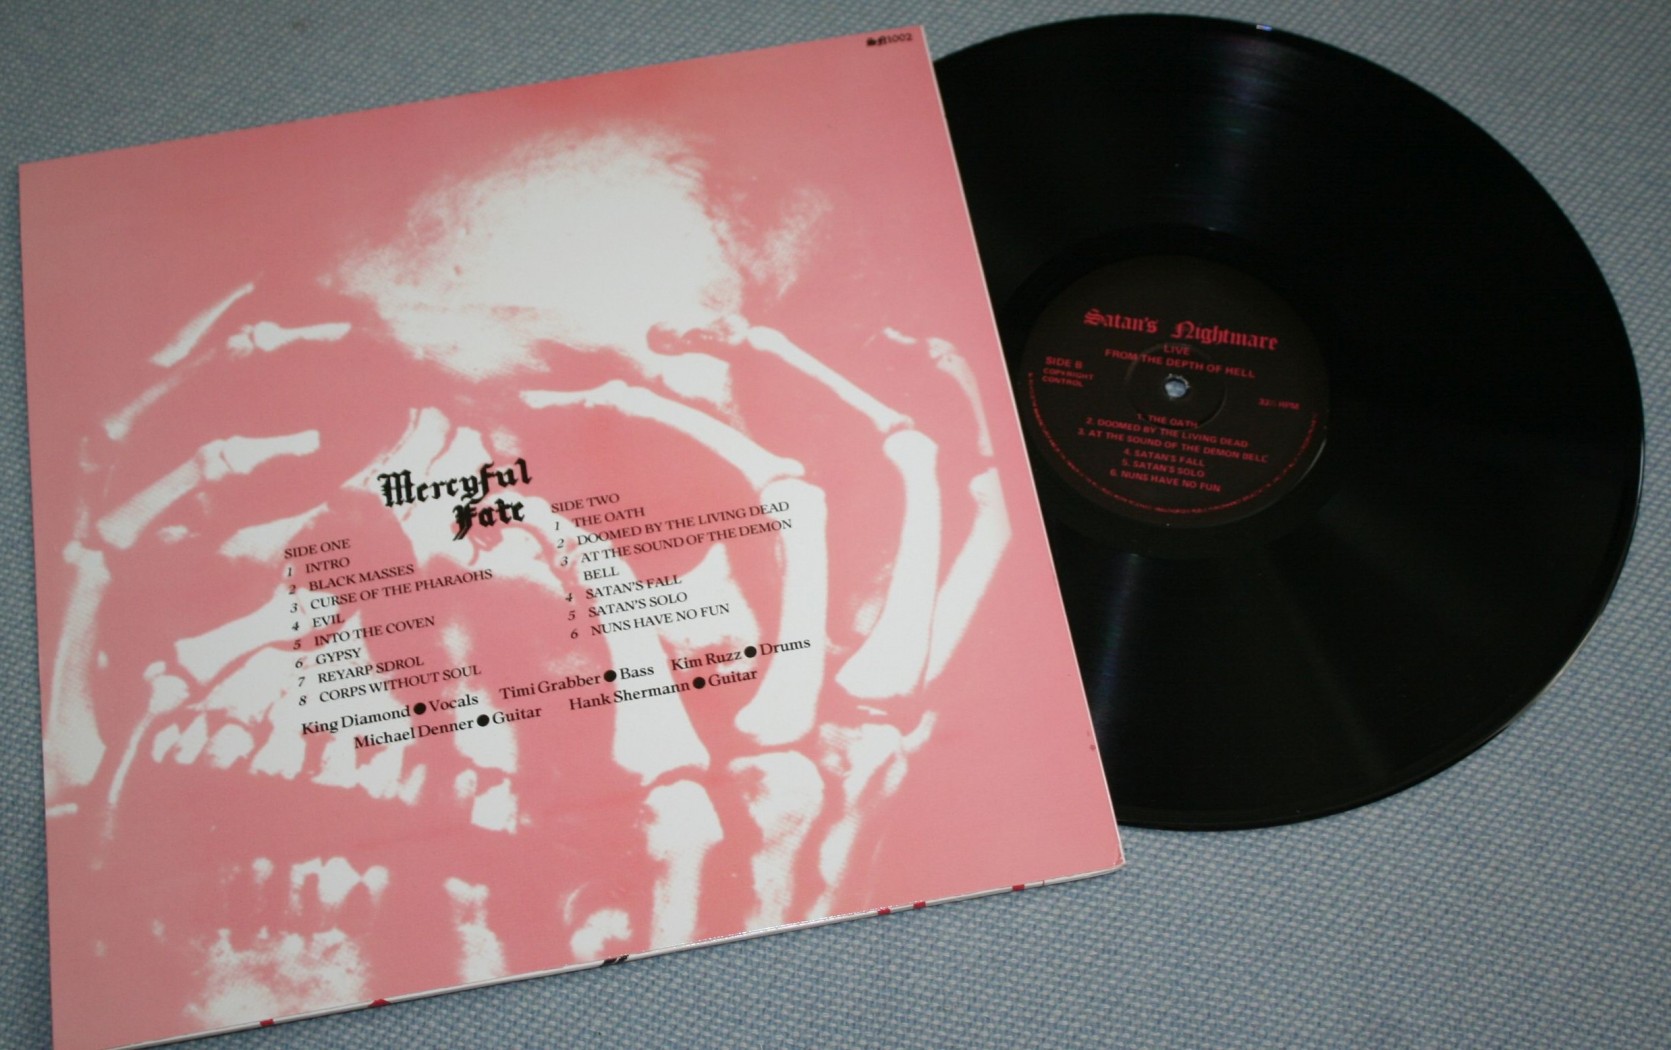 SN1002
Mercyful
Fate
SIDE ONE
1 INTRO
2 BLACK MASSES
3 CURSE OF THE PHARAOHS
4 EVIL
5 INTO THE COVEN
6 GYPSY
7 REYARP SDROL
8 CORPS WITHOUT SOUL
SIDE TWO
1 THE OATH
2 DOOMED BY THE LIVING DEAD
3 AT THE SOUND OF THE DEMON
BELL
4 SATAN'S FALL
5 SATAN'S SOLO
6 NUNS HAVE NO FUN
King Diamond●Vocals Timi Grabber●Bass Kim Ruzz●Drums
Michael Denner●Guitar Hank Shermann●Guitar
Satan's Nightmare
LIVE
FROM THE DEPTH OF HELL
SIDE B
COPYRIGHT
CONTROL
RPM
1. THE OATH
2. DOOMED BY THE LIVING DEAD
3. AT THE SOUND OF THE DEMON BELL
4. SATAN'S FALL
5. SATAN'S SOLO
6. NUNS HAVE NO FUN